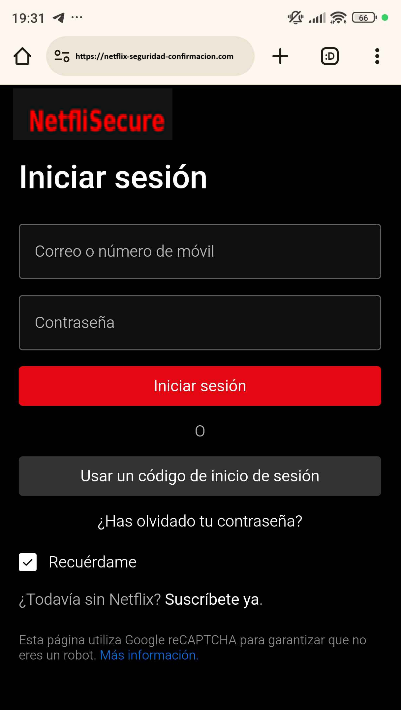 19:31
66
https://netflix-seguridad-confirmacion.com
:D
NetfliSecure
Iniciar sesión
Correo o número de móvil
Contraseña
Iniciar sesión
O
Usar un código de inicio de sesión
¿Has olvidado tu contraseña?
Recuérdame
¿Todavía sin Netflix? Suscríbete ya.
Esta página utiliza Google reCAPTCHA para garantizar que no
eres un robot. Más información.